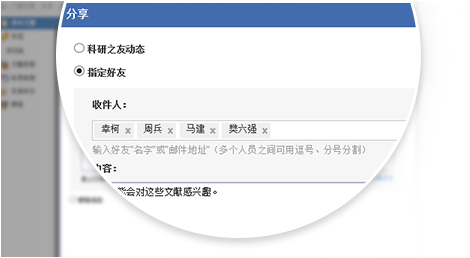 分享
科研之友动态
指定好友
收件人：
幸柯 x 周兵 x 马建 x 樊六强 x
输入好友"名字"或"邮件地址"（多个人员之间可用逗号、分号分割）
内容：
能会对这些文献感兴趣。